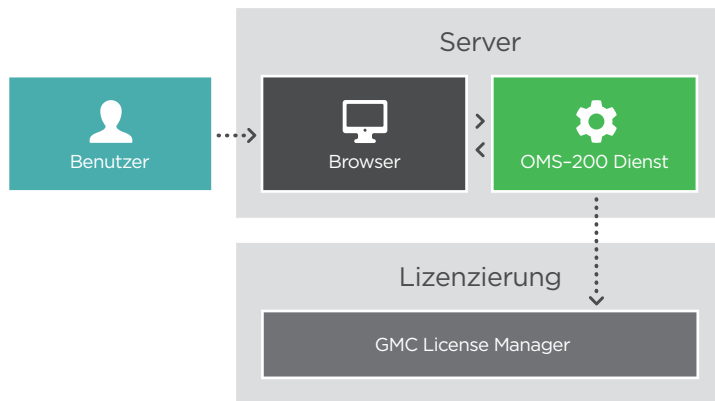 Server
Benutzer
Browser
OMS-200 Dienst
Lizenzierung
GMC License Manager